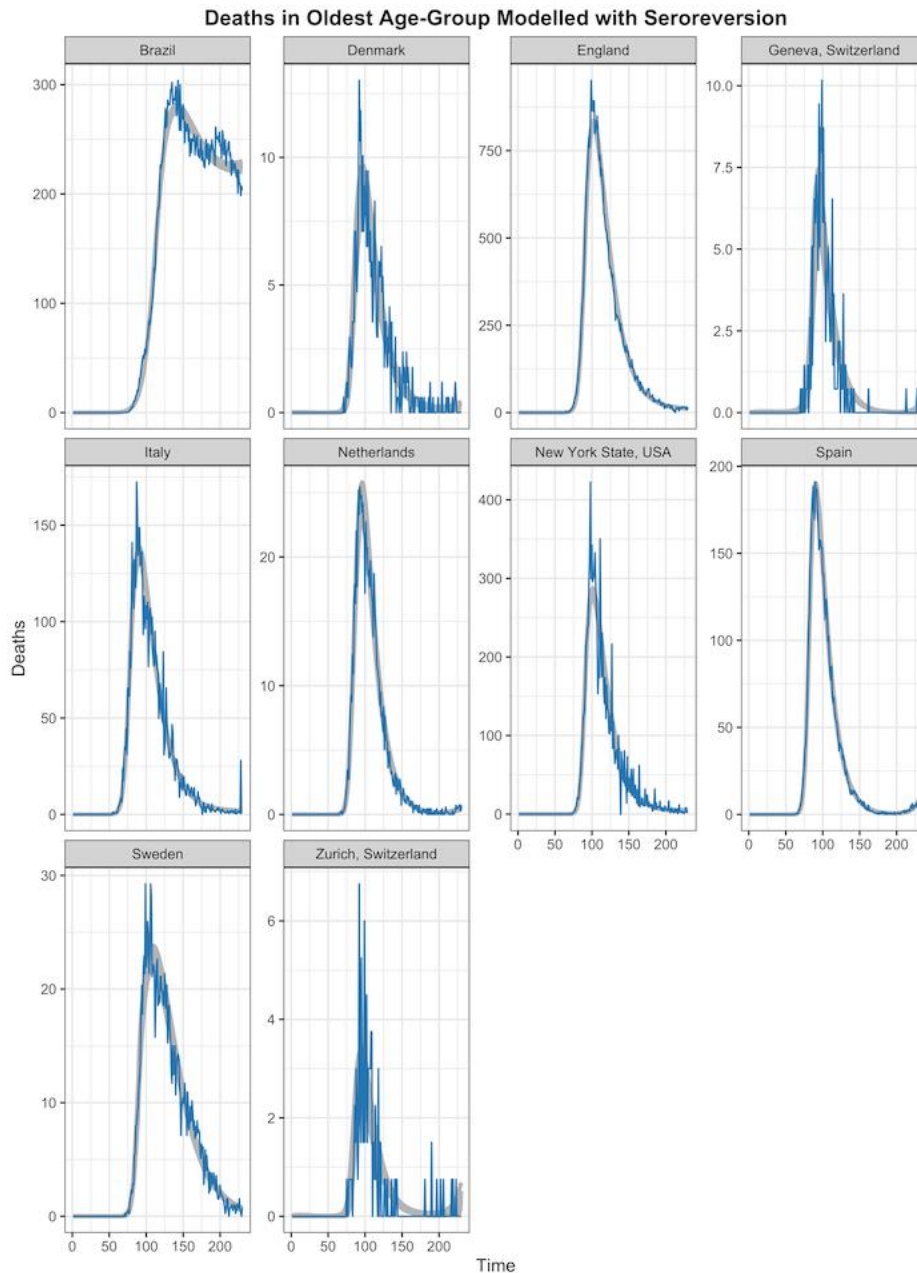 Deaths in Oldest Age-Group Modelled with Seroreversion
Brazil
Denmark
England
Geneva, Switzerland
300
200
100
0
10
5
0
750
500
250
0
10.0
7.5
5.0
2.5
0.0
Italy
Netherlands
New York State, USA
Spain
150
100
50
0
20
10
0
400
300
200
100
0
200
150
100
50
0
0 50 100 150 200
0 50 100 150 200
Sweden
Zurich, Switzerland
30
20
10
0
6
4
2
0
0 50 100 150 200
0 50 100 150 200
Deaths
Time